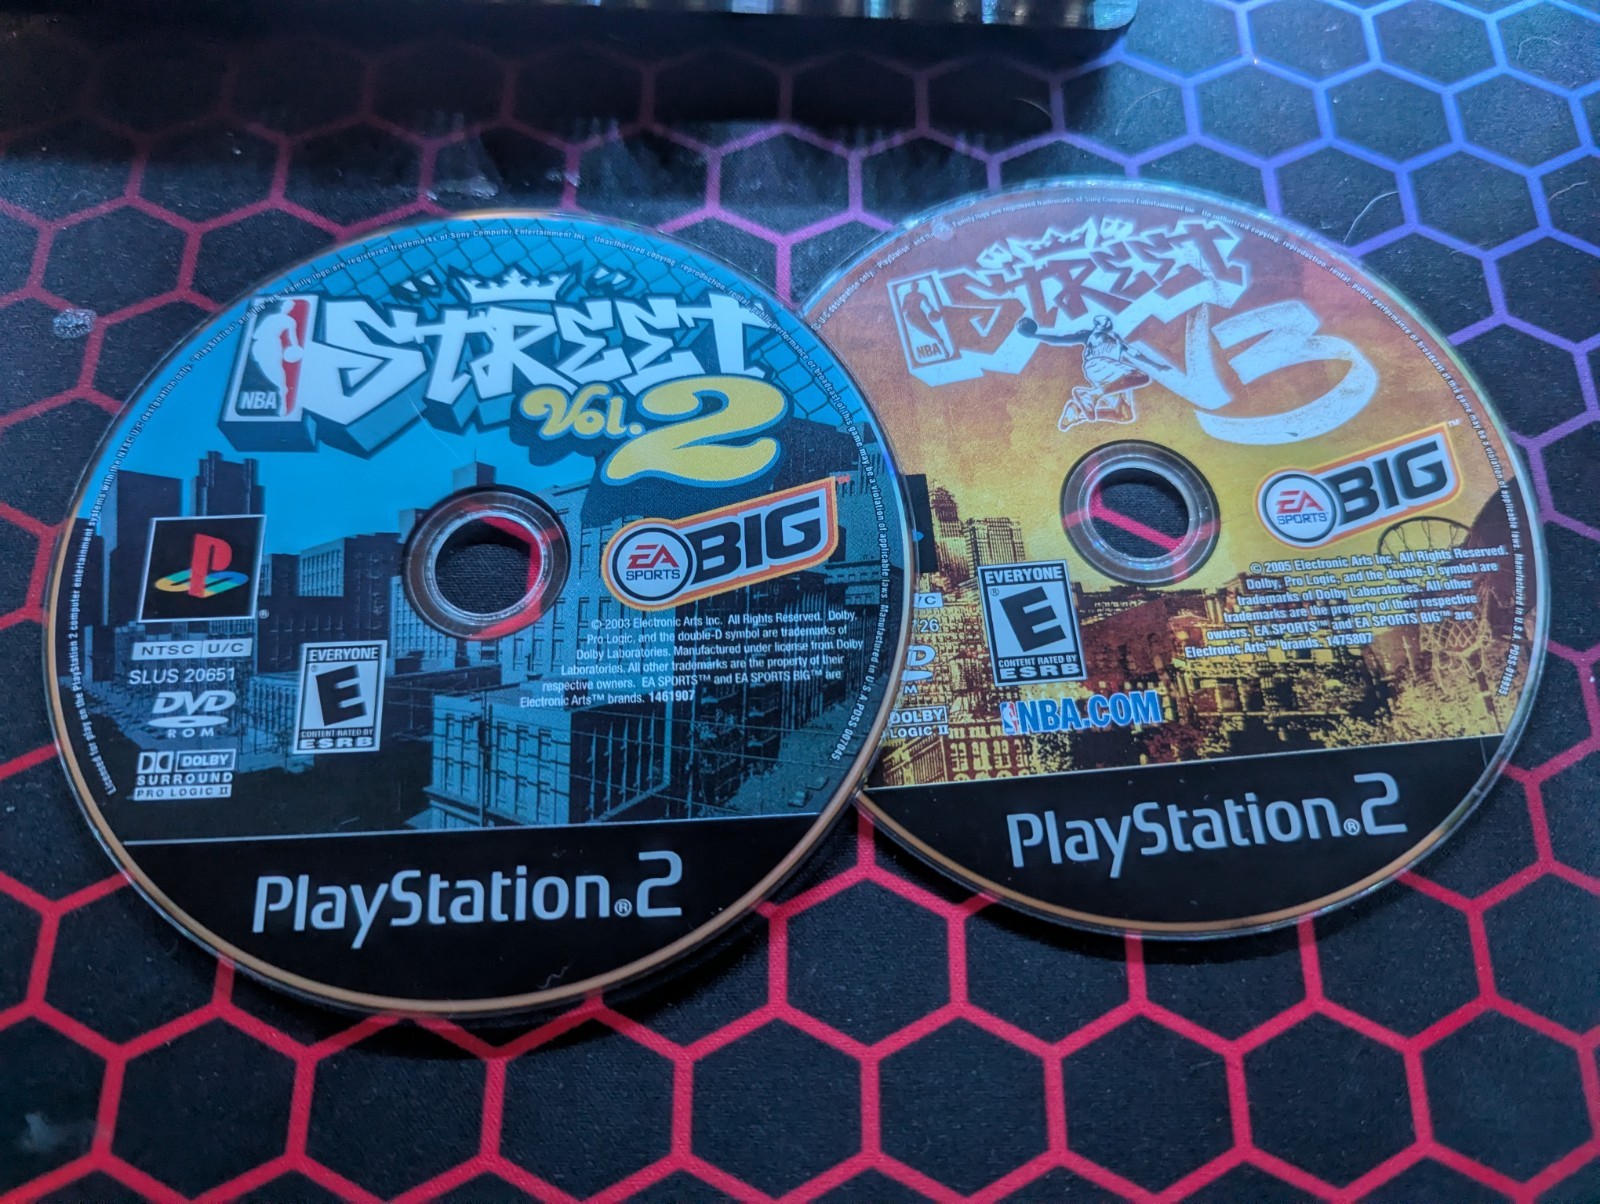 NBA
STREET
Vol. 2
EA
SPORTS
BIG™
NTSC U/C
SLUS 20651
DVD
ROM
DOLBY
SURROUND
PRO LOGIC II
EVERYONE
E
CONTENT RATED BY
ESRB
© 2003 Electronic Arts Inc. All Rights Reserved. Dolby,
Pro Logic, and the double-D symbol are trademarks of
Dolby Laboratories. Manufactured under license from Dolby
Laboratories. All other trademarks are the property of their
respective owners. EA SPORTS™ and EA SPORTS BIG™ are
Electronic Arts™ brands. 1461907
PlayStation®2
NBA
STREET
V3
EA
SPORTS
BIG™
/C
126
D
M
DOLBY
LOGIC II
EVERYONE
®
E
CONTENT RATED BY
ESRB
© 2005 Electronic Arts Inc. All Rights Reserved.
Dolby, Pro Logic, and the double-D symbol are
trademarks of Dolby Laboratories. All other
trademarks are the property of their respective
owners. EA SPORTS™ and EA SPORTS BIG™ are
Electronic Arts™ brands. 1475807
NBA.COM
PlayStation®2